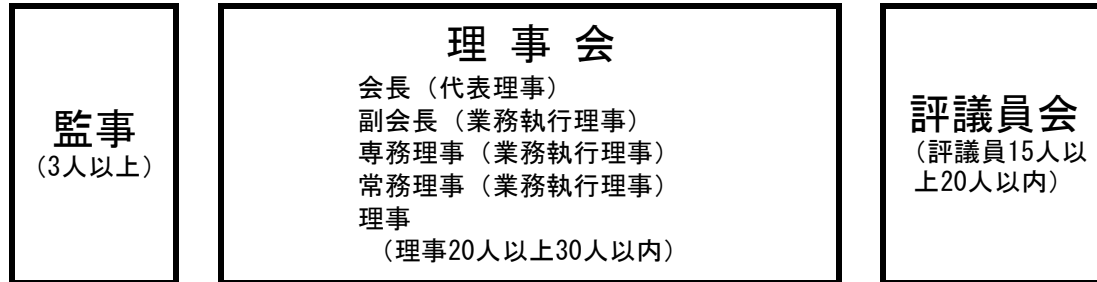 監事
（3人以上）
理事会
会長（代表理事）
副会長（業務執行理事）
専務理事（業務執行理事）
常務理事（業務執行理事）
理事
（理事20人以上30人以内）
評議員会
（評議員15人以
上20人以内）